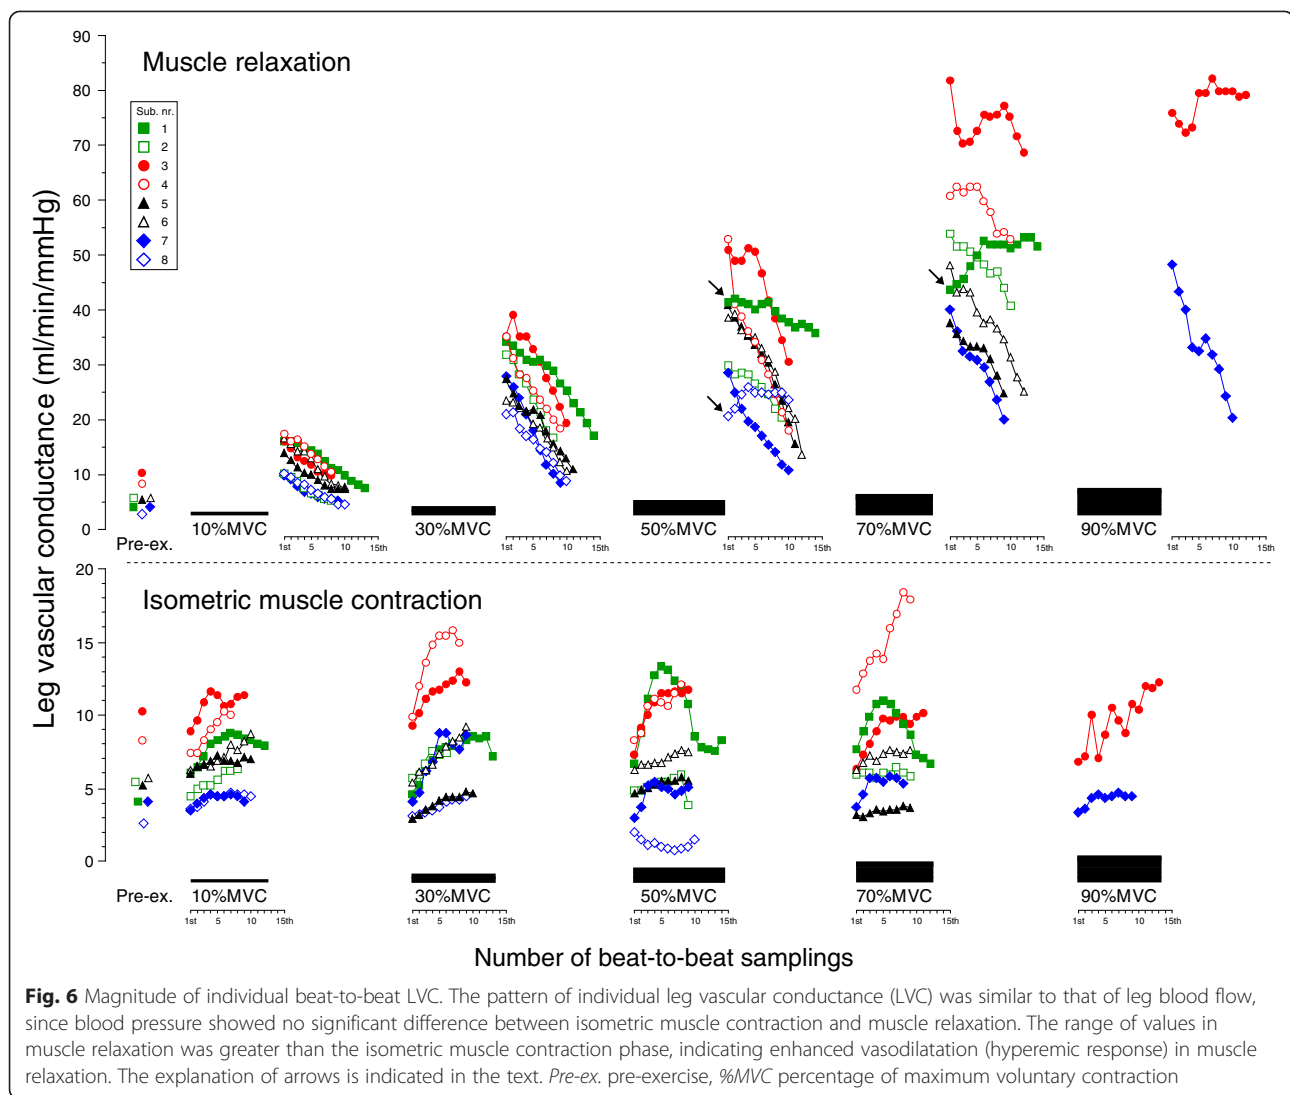 Leg vascular conductance (ml/min/mmHg)
90
80
70
60
50
40
30
20
10
0
Muscle relaxation
Sub. nr.
1
2
3
4
5
6
7
8
Pre-ex. 10%MVC 30%MVC 50%MVC 70%MVC 90%MVC
1st 5 10 15th 1st 5 10 15th 1st 5 10 15th 1st 5 10 15th 1st 5 10 15th
20
15
10
5
0
Isometric muscle contraction
Pre-ex. 10%MVC 30%MVC 50%MVC 70%MVC 90%MVC
1st 5 10 15th 1st 5 10 15th 1st 5 10 15th 1st 5 10 15th 1st 5 10 15th
Number of beat-to-beat samplings
Fig. 6 Magnitude of individual beat-to-beat LVC. The pattern of individual leg vascular conductance (LVC) was similar to that of leg blood flow,
since blood pressure showed no significant difference between isometric muscle contraction and muscle relaxation. The range of values in
muscle relaxation was greater than the isometric muscle contraction phase, indicating enhanced vasodilatation (hyperemic response) in muscle
relaxation. The explanation of arrows is indicated in the text. Pre-ex. pre-exercise, %MVC percentage of maximum voluntary contraction